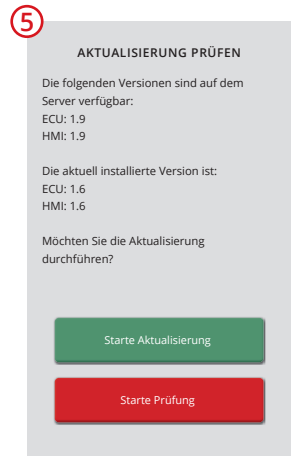 5
AKTUALISIERUNG PRÜFEN
Die folgenden Versionen sind auf dem
Server verfügbar:
ECU: 1.9
HMI: 1.9
Die aktuell installierte Version ist:
ECU: 1.6
HMI: 1.6
Möchten Sie die Aktualisierung
durchführen?
Starte Aktualisierung
Starte Prüfung